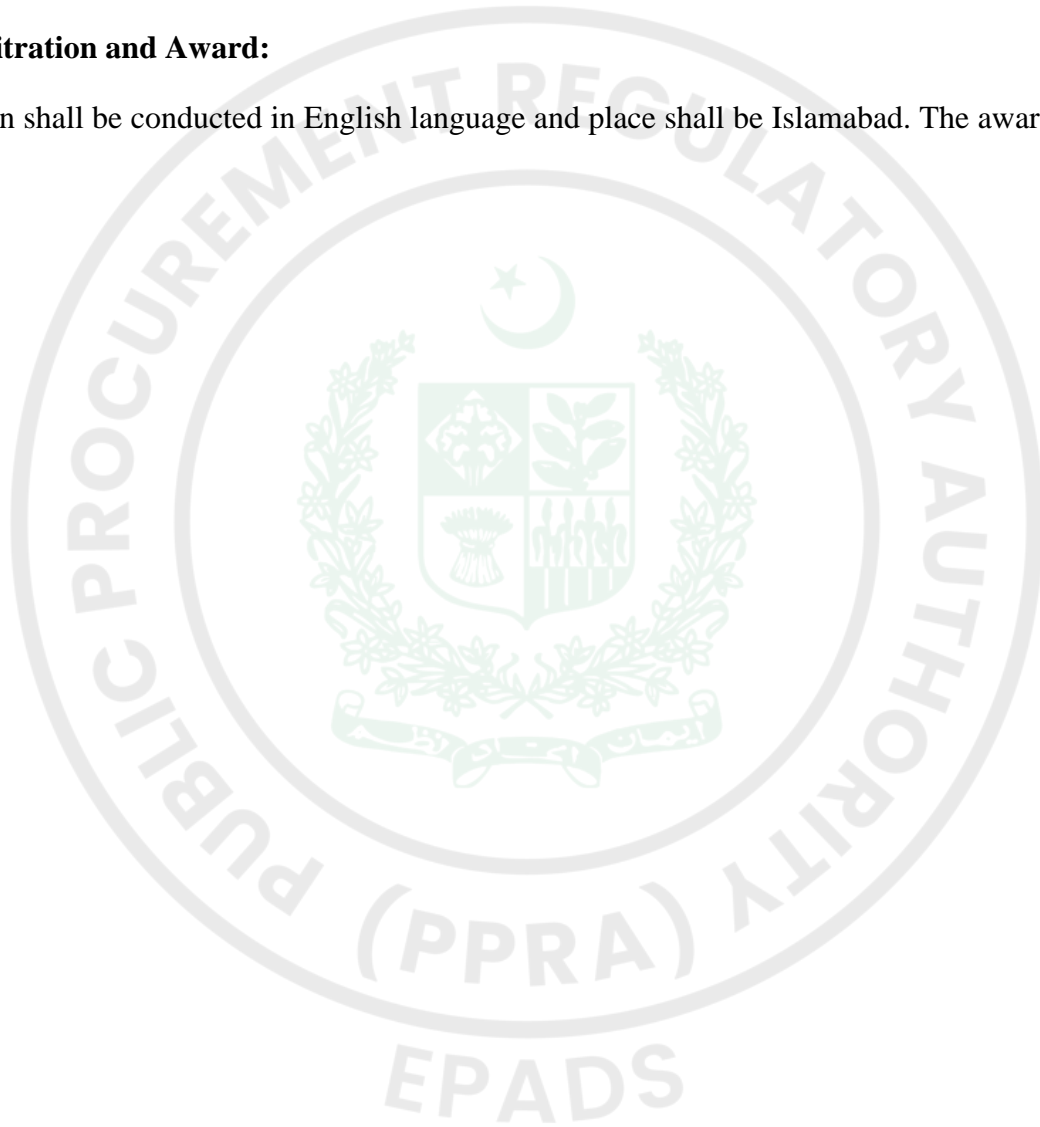 itration and Award:
n shall be conducted in English language and place shall be Islamabad. The awar
PUBLIC PROCUREMENT REGULATORY AUTHORITY
(PPRA)
EPADS